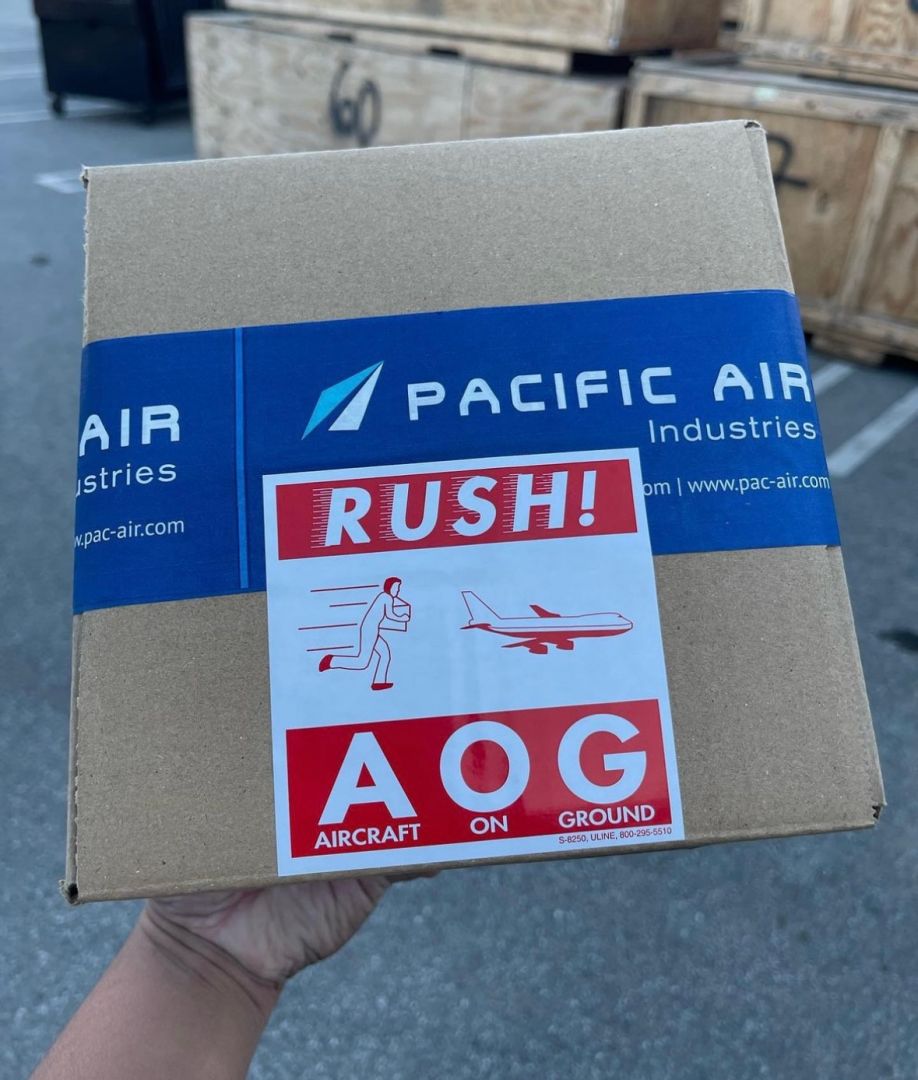 60
PACIFIC AIR
Industries
om | www.pac-air.com
AIR
ustries
w.pac-air.com
RUSH!
AOG
AIRCRAFT ON GROUND
S-8250, ULINE, 800-295-5510